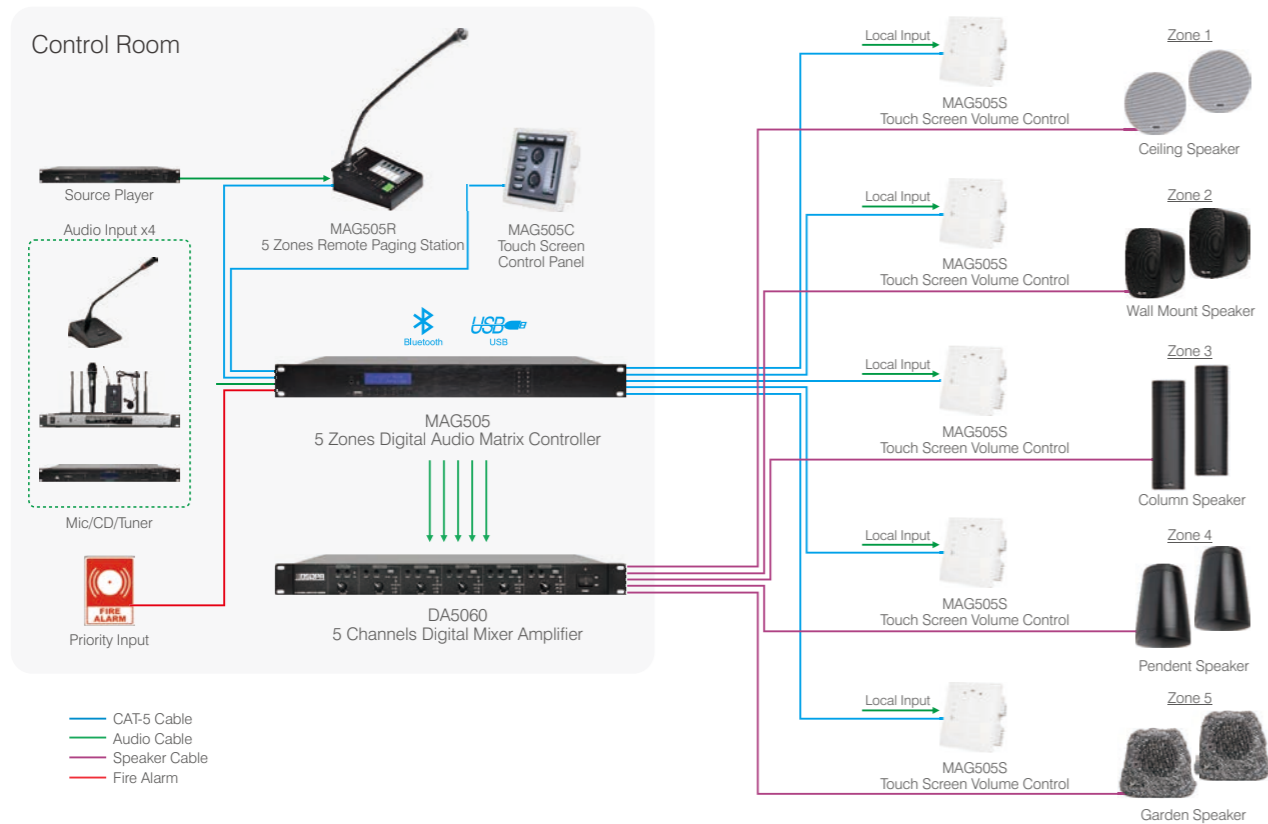 Control Room
Source Player
Audio Input x4
MAG505R
5 Zones Remote Paging Station
MAG505C
Touch Screen
Control Panel
Bluetooth
USB
USB
MAG505
5 Zones Digital Audio Matrix Controller
Mic/CD/Tuner
FIRE
ALARM
Priority Input
DA5060
5 Channels Digital Mixer Amplifier
CAT-5 Cable
Audio Cable
Speaker Cable
Fire Alarm
Local Input
MAG505S
Touch Screen Volume Control
Zone 1
Ceiling Speaker
Local Input
MAG505S
Touch Screen Volume Control
Zone 2
Wall Mount Speaker
Local Input
MAG505S
Touch Screen Volume Control
Zone 3
Column Speaker
Local Input
MAG505S
Touch Screen Volume Control
Zone 4
Pendent Speaker
Local Input
MAG505S
Touch Screen Volume Control
Zone 5
Garden Speaker